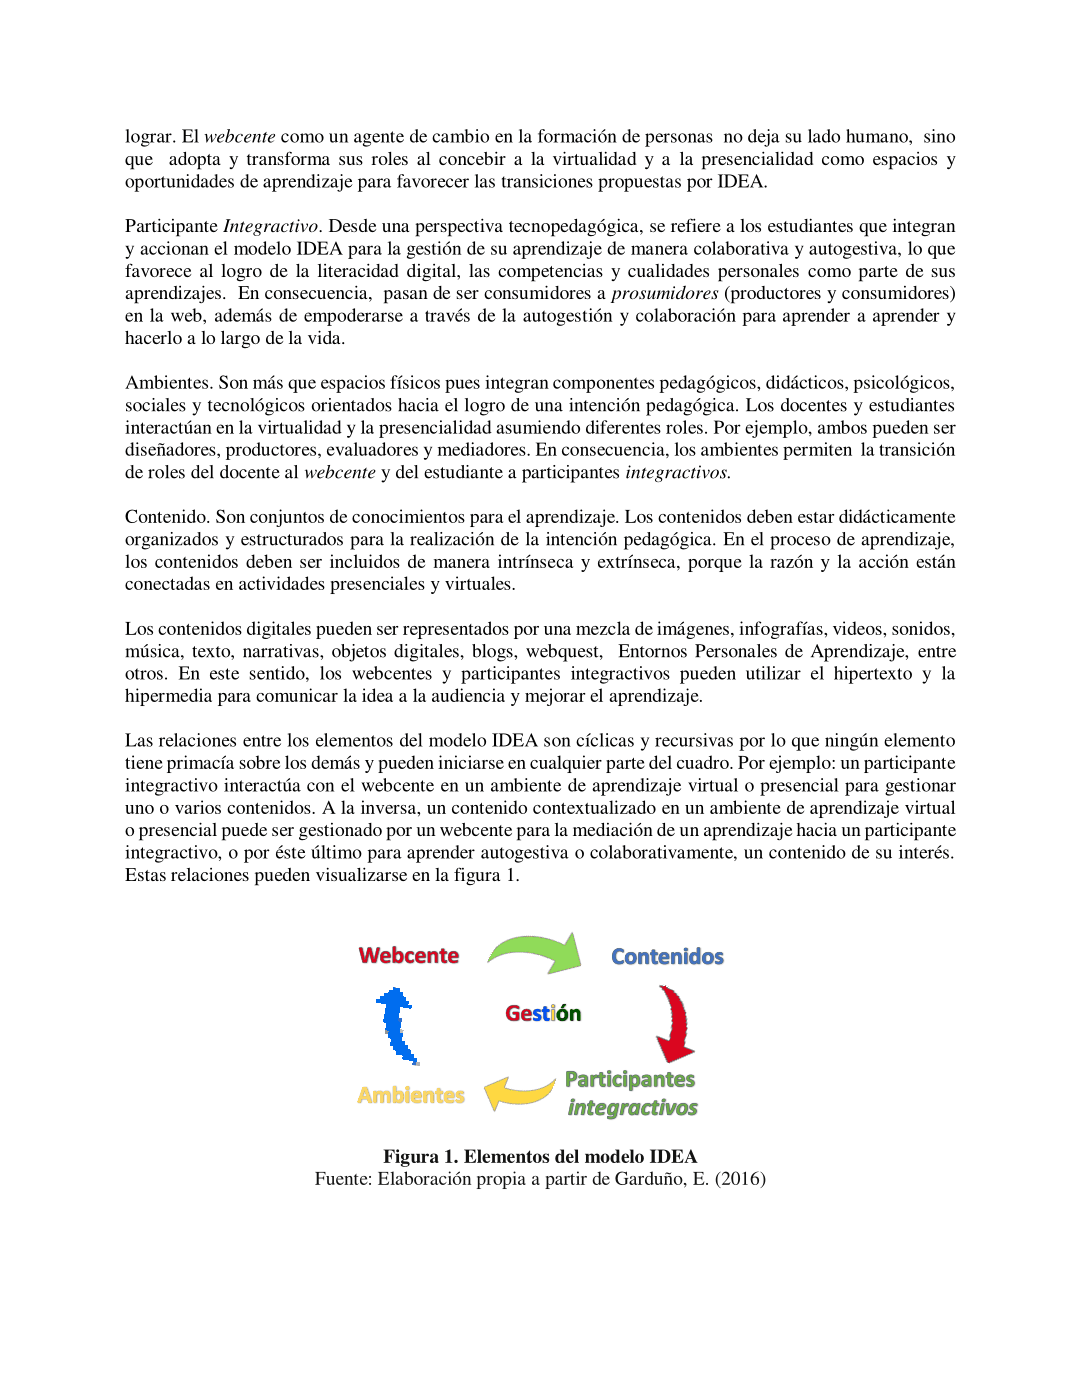 lograr. El webcente como un agente de cambio en la formación de personas no deja su lado humano, sino
que adopta y transforma sus roles al concebir a la virtualidad y a la presencialidad como espacios y
oportunidades de aprendizaje para favorecer las transiciones propuestas por IDEA.
Participante Integractivo. Desde una perspectiva tecnopedagógica, se refiere a los estudiantes que integran
y accionan el modelo IDEA para la gestión de su aprendizaje de manera colaborativa y autogestiva, lo que
favorece al logro de la literacidad digital, las competencias y cualidades personales como parte de sus
aprendizajes. En consecuencia, pasan de ser consumidores a prosumidores (productores y consumidores)
en la web, además de empoderarse a través de la autogestión y colaboración para aprender a aprender y
hacerlo a lo largo de la vida.
Ambientes. Son más que espacios físicos pues integran componentes pedagógicos, didácticos, psicológicos,
sociales y tecnológicos orientados hacia el logro de una intención pedagógica. Los docentes y estudiantes
interactúan en la virtualidad y la presencialidad asumiendo diferentes roles. Por ejemplo, ambos pueden ser
diseñadores, productores, evaluadores y mediadores. En consecuencia, los ambientes permiten la transición
de roles del docente al webcente y del estudiante a participantes integractivos.
Contenido. Son conjuntos de conocimientos para el aprendizaje. Los contenidos deben estar didácticamente
organizados y estructurados para la realización de la intención pedagógica. En el proceso de aprendizaje,
los contenidos deben ser incluidos de manera intrínseca y extrínseca, porque la razón y la acción están
conectadas en actividades presenciales y virtuales.
Los contenidos digitales pueden ser representados por una mezcla de imágenes, infografías, videos, sonidos,
música, texto, narrativas, objetos digitales, blogs, webquest, Entornos Personales de Aprendizaje, entre
otros. En este sentido, los webcentes y participantes integractivos pueden utilizar el hipertexto y la
hipermedia para comunicar la idea a la audiencia y mejorar el aprendizaje.
Las relaciones entre los elementos del modelo IDEA son cíclicas y recursivas por lo que ningún elemento
tiene primacía sobre los demás y pueden iniciarse en cualquier parte del cuadro. Por ejemplo: un participante
integractivo interactúa con el webcente en un ambiente de aprendizaje virtual o presencial para gestionar
uno o varios contenidos. A la inversa, un contenido contextualizado en un ambiente de aprendizaje virtual
o presencial puede ser gestionado por un webcente para la mediación de un aprendizaje hacia un participante
integractivo, o por éste último para aprender autogestiva o colaborativamente, un contenido de su interés.
Estas relaciones pueden visualizarse en la figura 1.
Webcente
Contenidos
Gestión
Participantes
integractivos
Ambientes
Figura 1. Elementos del modelo IDEA
Fuente: Elaboración propia a partir de Garduño, E. (2016)